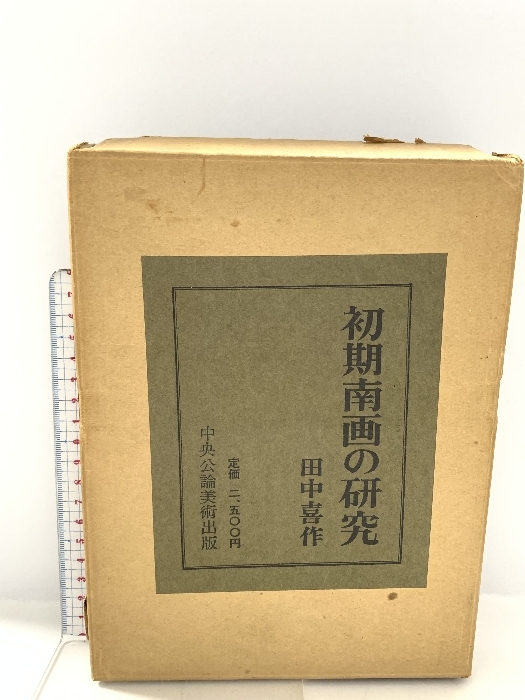 初期南画の研究
田中喜作
定価 二、五〇〇円
中央公論美術出版